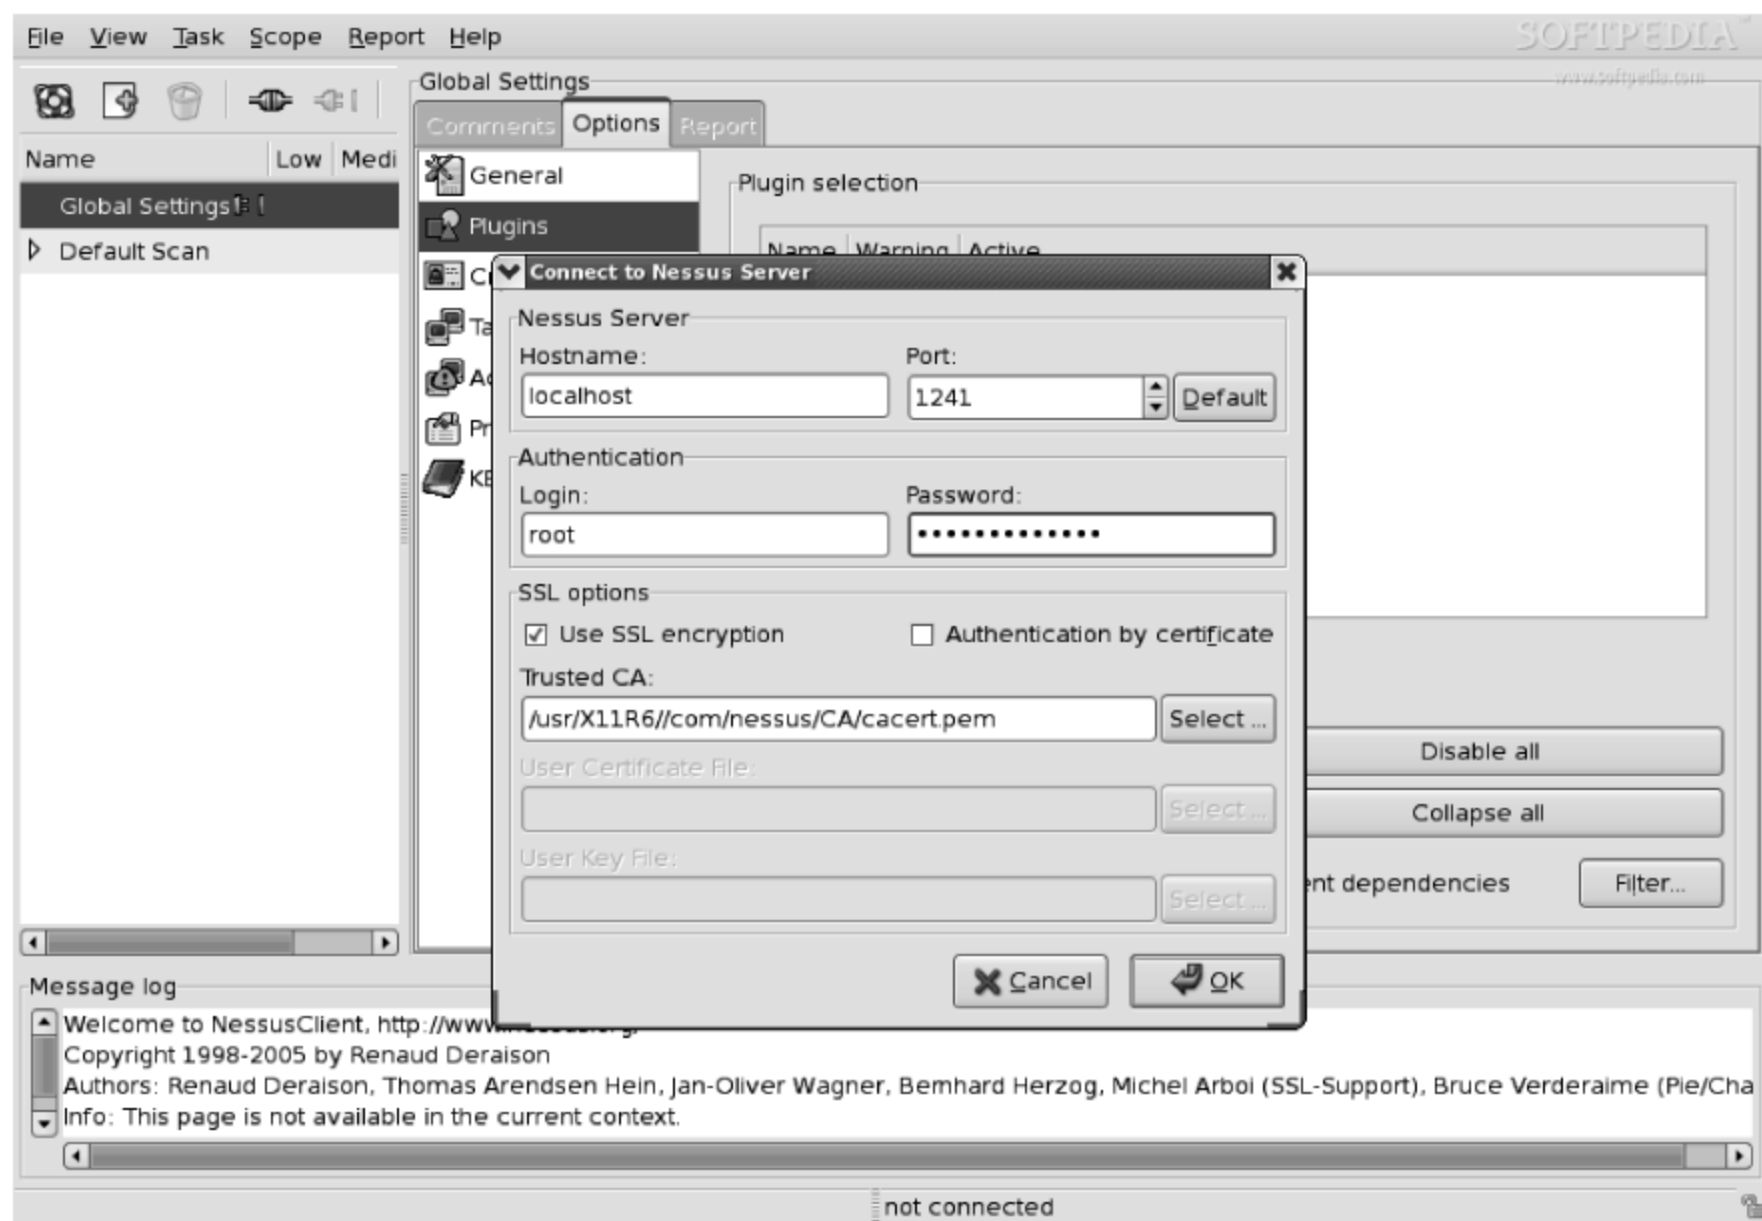 File View Task Scope Report Help
SOFTPEDIA
www.softpedia.com
Global Settings
Comments Options Report
Name Low Medi
Global Settings
Default Scan
General
Plugins
C
Ta
Pr
Plugin selection
Name Warning Active
Connect to Nessus Server
Nessus Server
Hostname: Port:
localhost 1241 Default
Authentication
Login: Password:
root •••••••••••••
SSL options
Use SSL encryption Authentication by certificate
Trusted CA:
/usr/X11R6//com/nessus/CA/cacert.pem Select ...
User Certificate File:
Select ...
User Key File:
Select ...
Cancel OK
Disable all
Collapse all
nt dependencies Filter...
Message log
Welcome to NessusClient, http://www.
Copyright 1998-2005 by Renaud Deraison
Authors: Renaud Deraison, Thomas Arendsen Hein, Jan-Oliver Wagner, Bernhard Herzog, Michel Arboi (SSL-Support), Bruce Verderaime (Pie/Cha
Info: This page is not available in the current context.
not connected